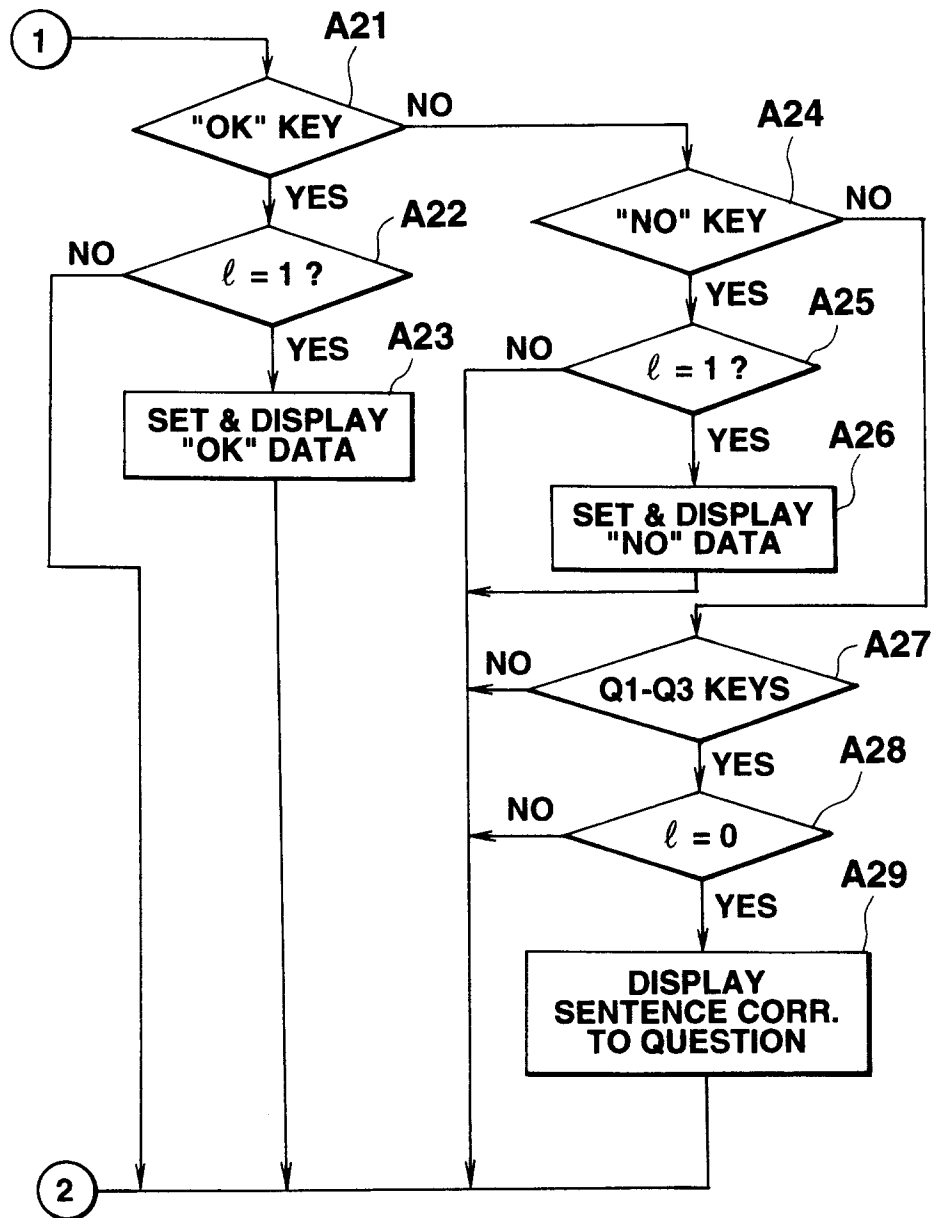 1
A21
"OK" KEY
NO
YES
A24
"NO" KEY
NO
YES
A22
NO
ℓ = 1 ?
YES
A23
SET & DISPLAY
"OK" DATA
A25
NO
ℓ = 1 ?
YES
A26
SET & DISPLAY
"NO" DATA
A27
NO
Q1-Q3 KEYS
YES
A28
NO
ℓ = 0
YES
A29
DISPLAY
SENTENCE CORR.
TO QUESTION
2